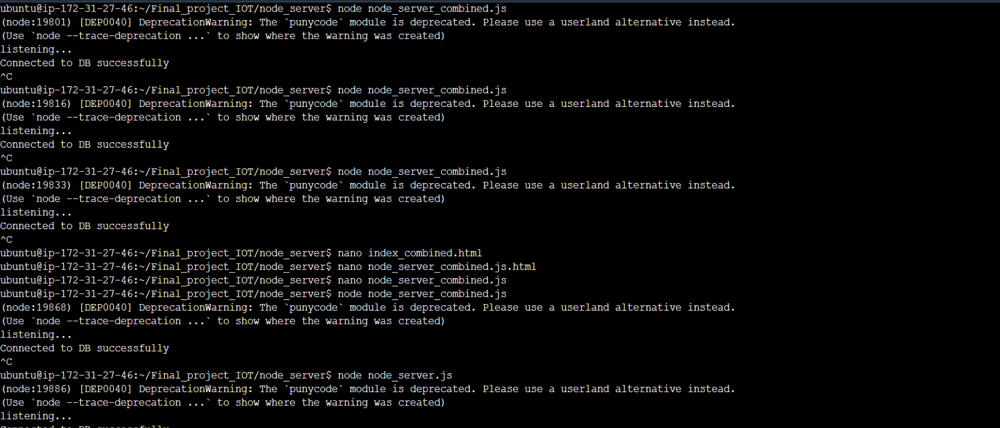 ubuntu@ip-172-31-27-46:~/Final_project_IOT/node_server$ node node_server_combined.js
(node:19801) [DEP0040] DeprecationWarning: The `punycode` module is deprecated. Please use a userland alternative instead.
(Use `node --trace-deprecation ...` to show where the warning was created)
listening...
Connected to DB successfully
^C
ubuntu@ip-172-31-27-46:~/Final_project_IOT/node_server$ node node_server_combined.js
(node:19816) [DEP0040] DeprecationWarning: The `punycode` module is deprecated. Please use a userland alternative instead.
(Use `node --trace-deprecation ...` to show where the warning was created)
listening...
Connected to DB successfully
^C
ubuntu@ip-172-31-27-46:~/Final_project_IOT/node_server$ node node_server_combined.js
(node:19833) [DEP0040] DeprecationWarning: The `punycode` module is deprecated. Please use a userland alternative instead.
(Use `node --trace-deprecation ...` to show where the warning was created)
listening...
Connected to DB successfully
^C
ubuntu@ip-172-31-27-46:~/Final_project_IOT/node_server$ nano index_combined.html
ubuntu@ip-172-31-27-46:~/Final_project_IOT/node_server$ nano node_server_combined.js.html
ubuntu@ip-172-31-27-46:~/Final_project_IOT/node_server$ nano node_server_combined.js
ubuntu@ip-172-31-27-46:~/Final_project_IOT/node_server$ node node_server_combined.js
(node:19868) [DEP0040] DeprecationWarning: The `punycode` module is deprecated. Please use a userland alternative instead.
(Use `node --trace-deprecation ...` to show where the warning was created)
listening...
Connected to DB successfully
^C
ubuntu@ip-172-31-27-46:~/Final_project_IOT/node_server$ node node_server.js
(node:19886) [DEP0040] DeprecationWarning: The `punycode` module is deprecated. Please use a userland alternative instead.
(Use `node --trace-deprecation ...` to show where the warning was created)
listening...
Connected to DB successfully